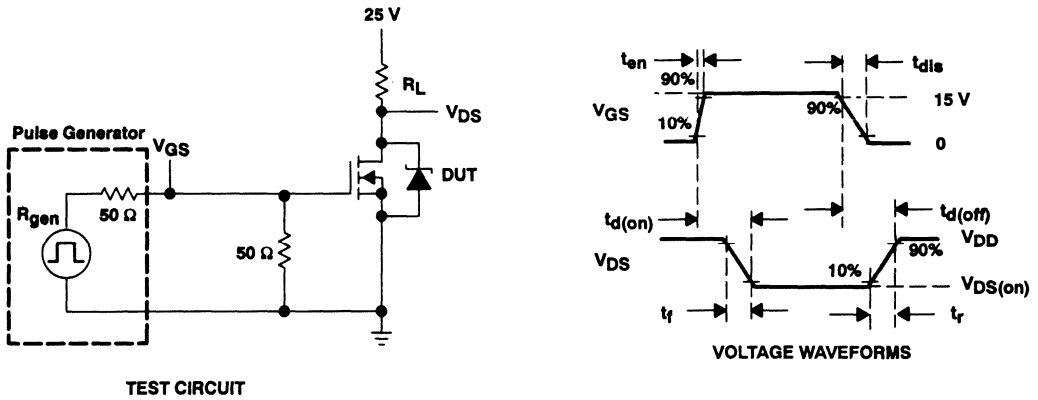 25 V
RL
VDS
Pulse Generator
VGS
50 Ω
Rgen
DUT
50 Ω
TEST CIRCUIT
ten
tdis
90%
90%
15 V
VGS
10%
0
td(on)
td(off)
VDD
90%
VDS
10%
VDS(on)
tf
tr
VOLTAGE WAVEFORMS